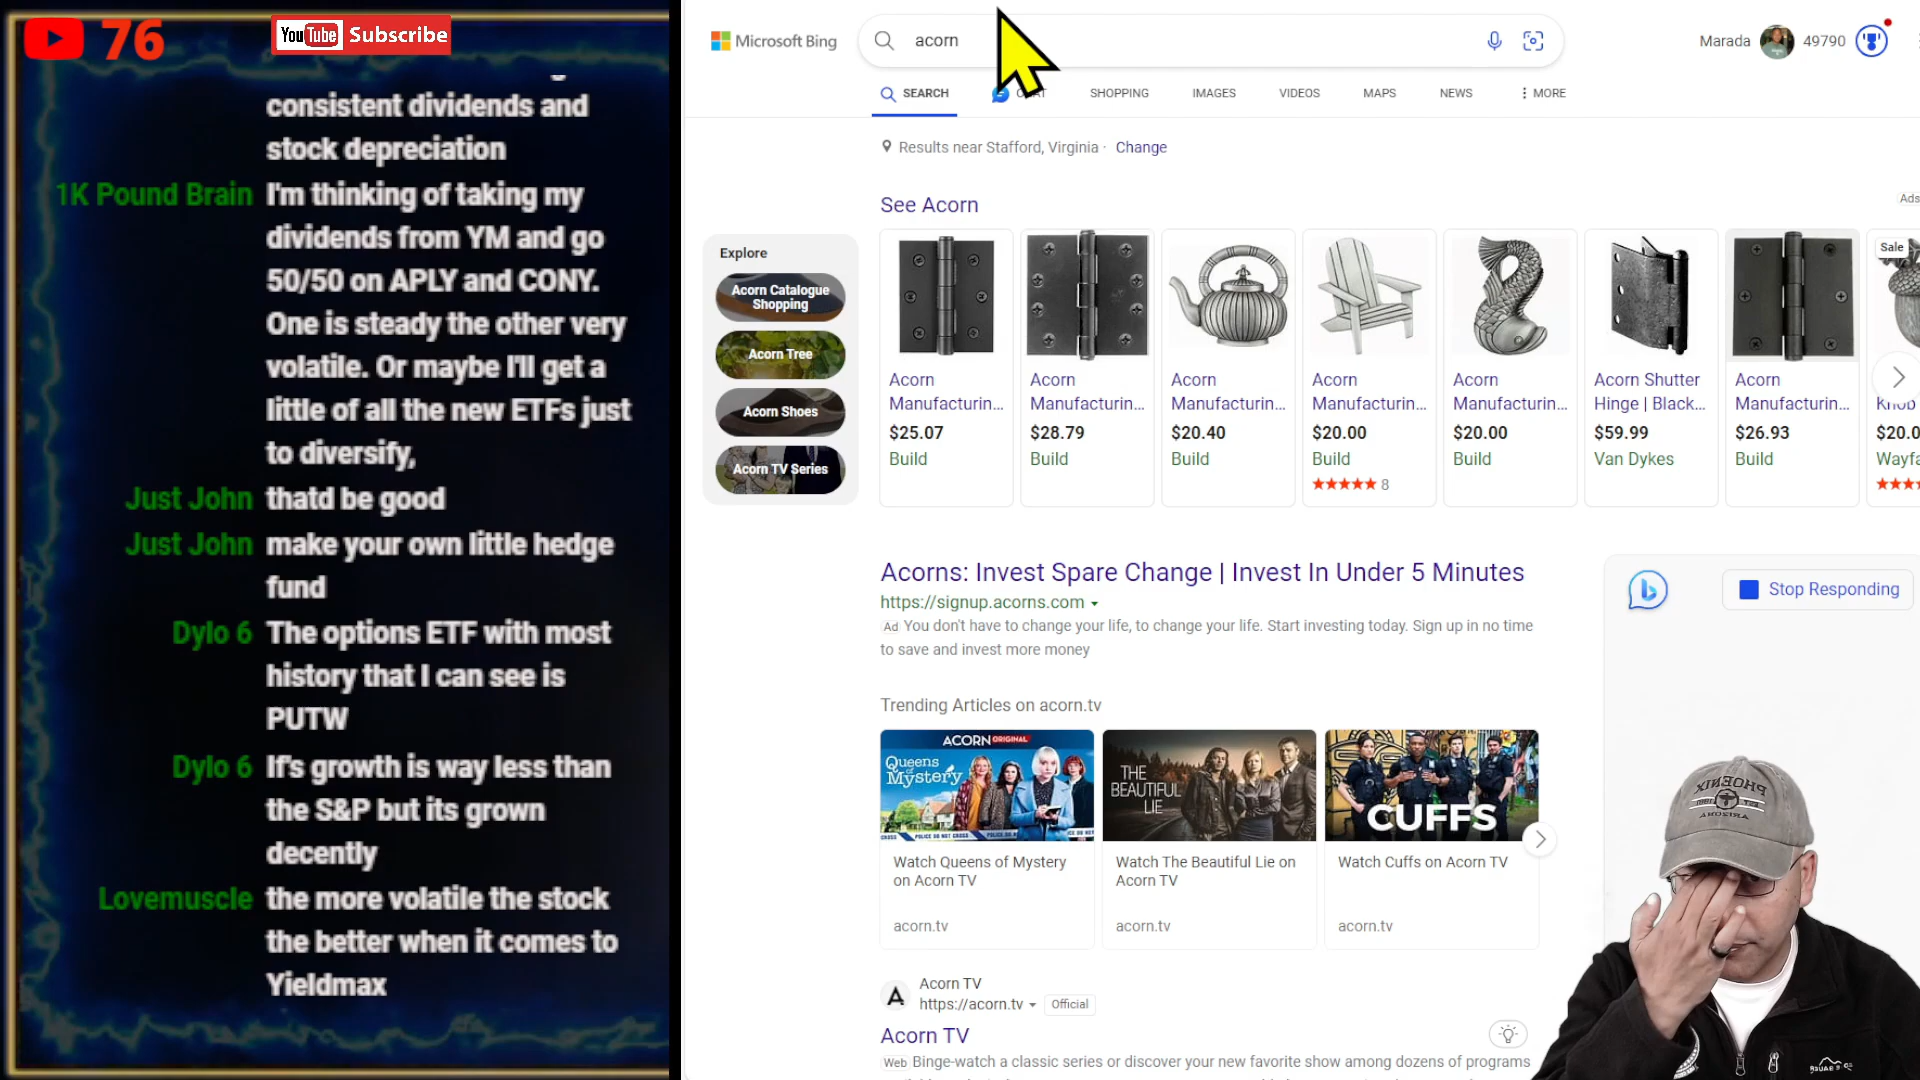 76
YouTube Subscribe
consistent dividends and
stock depreciation
1K Pound Brain I'm thinking of taking my
dividends from YM and go
50/50 on APLY and CONY.
One is steady the other very
volatile. Or maybe I'll get a
little of all the new ETFs just
to diversify,
Just John thatd be good
Just John make your own little hedge
fund
Dylo 6 The options ETF with most
history that I can see is
PUTW
Dylo 6 If's growth is way less than
the S&P but its grown
decently
Lovemuscle the more volatile the stock
the better when it comes to
Yieldmax
Microsoft Bing
acorn
Marada 49790
SEARCH
SHOPPING
IMAGES
VIDEOS
MAPS
NEWS
MORE
Results near Stafford, Virginia · Change
See Acorn
Ads
Explore
Acorn Catalogue
Shopping
Acorn Tree
Acorn Shoes
Acorn TV Series
Acorn
Manufacturin...
$25.07
Build
Acorn
Manufacturin...
$28.79
Build
Acorn
Manufacturin...
$20.40
Build
Acorn
Manufacturin...
$20.00
Build
8
Acorn
Manufacturin...
$20.00
Build
Acorn Shutter
Hinge | Black...
$59.99
Van Dykes
Acorn
Manufacturin...
$26.93
Build
Sale
$20.0
Wayfa
Acorns: Invest Spare Change | Invest In Under 5 Minutes
https://signup.acorns.com
Ad You don't have to change your life, to change your life. Start investing today. Sign up in no time
to save and invest more money
Stop Responding
Trending Articles on acorn.tv
ACORN ORIGINAL
Queens of
Mystery
THE
BEAUTIFUL
LIE
CUFFS
Watch Queens of Mystery
on Acorn TV
acorn.tv
Watch The Beautiful Lie on
Acorn TV
acorn.tv
Watch Cuffs on Acorn TV
acorn.tv
Acorn TV
https://acorn.tv Official
Acorn TV
Web Binge-watch a classic series or discover your new favorite show among dozens of programs
PHOENIX
ARIZONA